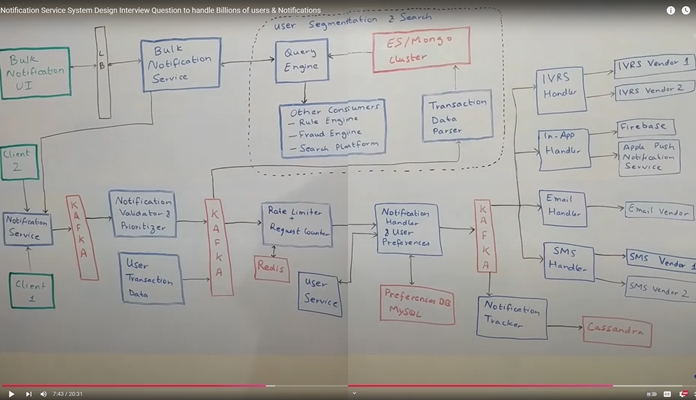 Notification Service System Design Interview Question to handle Billions of users & Notifications
User Segmentation & Search
Bulk
Notification
UI
L
B
Bulk
Notification
Service
Query
Engine
ES/Mongo
Cluster
Other Consumers
- Rule Engine
- Fraud Engine
- Search Platform
Transaction
Data
Parser
IVRS
Handler
IVRS Vendor 1
IVRS Vendor 2
In-App
Handler
Firebase
Apple Push
Notification
Service
Client
2
Notification
Service
Client
1
KAFKA
Notification
Validator &
Prioritizer
User
Transaction
Data
KAFKA
Rate Limiter
+
Request Counter
Redis
User
Service
Notification
Handler
& User
Preferences
Preferences DB
MySQL
KAFKA
Email
Handler
Email Vendor
SMS
Handler
SMS Vendor 1
SMS Vendor 2
Notification
Tracker
Cassandra
7:43 / 20:31